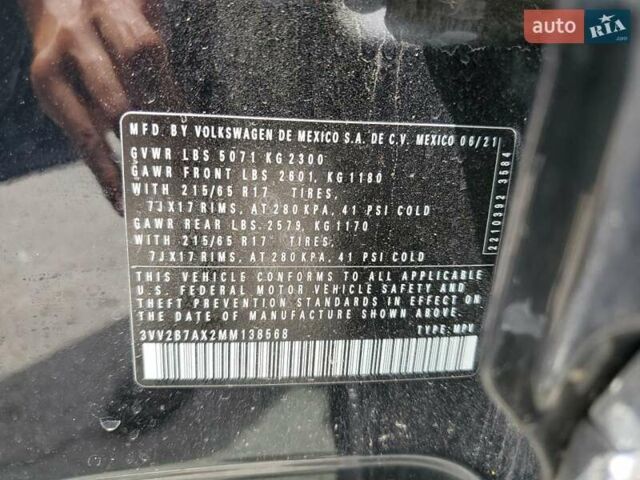 auto RIA .com
MFD. BY VOLKSWAGEN DE MEXICO S.A. DE C.V. MEXICO 06/21
GVWR LBS 5071 KG 2300
GAWR FRONT LBS 2601, KG 1180
WITH 215/65 R17 TIRES,
7JX17 RIMS, AT 280 KPA, 41 PSI COLD
GAWR REAR LBS. 2579, KG 1170
WITH 215/65 R17 TIRES,
7JX17 RIMS, AT 280 KPA, 41 PSI COLD
THIS VEHICLE CONFORMS TO ALL APPLICABLE
U.S. FEDERAL MOTOR VEHICLE SAFETY AND
THEFT PREVENTION STANDARDS IN EFFECT ON
THE DATE OF MANUFACTURE SHOWN ABOVE.
3VV2B7AX2MM138568 TYPE: MPV
2210392 3584